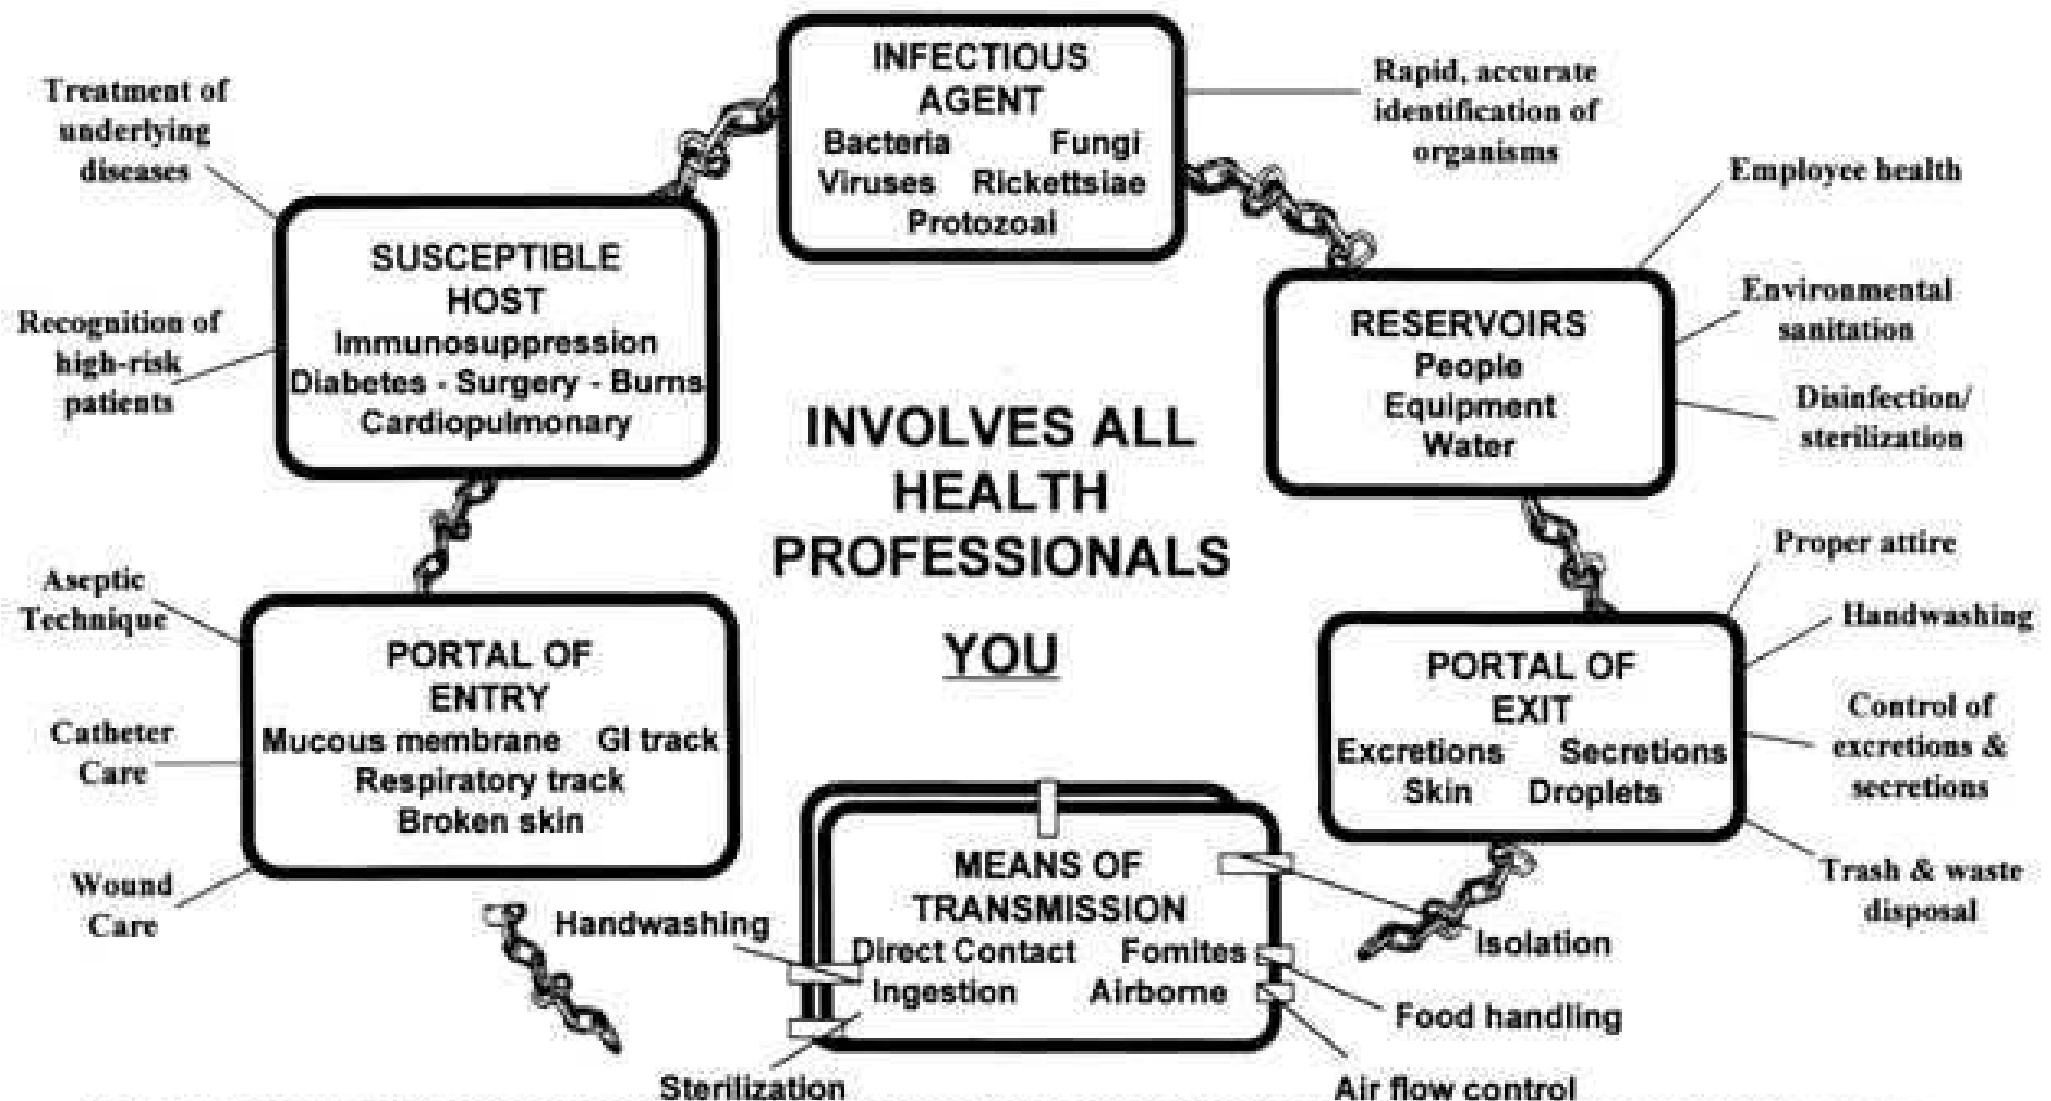 INFECTIOUS
AGENT
Bacteria Fungi
Viruses Rickettsiae
Protozoai
Rapid, accurate
identification of
organisms
Treatment of
underlying
diseases
Recognition of
high-risk
patients
SUSCEPTIBLE
HOST
Immunosuppression
Diabetes - Surgery - Burns
Cardiopulmonary
Employee health
Environmental
sanitation
Disinfection/
sterilization
RESERVOIRS
People
Equipment
Water
INVOLVES ALL
HEALTH
PROFESSIONALS
YOU
Aseptic
Technique
Catheter
Care
Wound
Care
PORTAL OF
ENTRY
Mucous membrane GI track
Respiratory track
Broken skin
Proper attire
Handwashing
Control of
excretions &
secretions
Trash & waste
disposal
PORTAL OF
EXIT
Excretions Secretions
Skin Droplets
MEANS OF
TRANSMISSION
Direct Contact Fomites
Ingestion Airborne
Handwashing
Sterilization
Isolation
Food handling
Air flow control